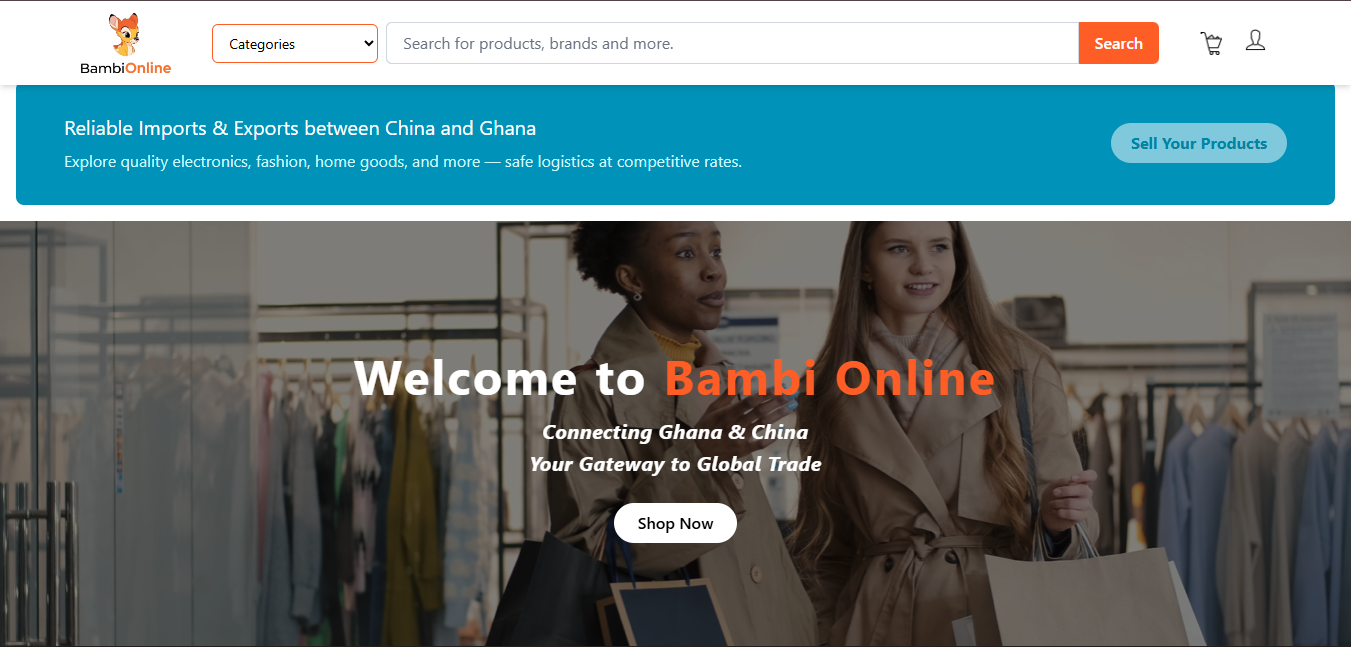 BambiOnline
Categories
Search for products, brands and more.
Search
Reliable Imports & Exports between China and Ghana
Explore quality electronics, fashion, home goods, and more — safe logistics at competitive rates.
Sell Your Products
Welcome to Bambi Online
Connecting Ghana & China
Your Gateway to Global Trade
Shop Now